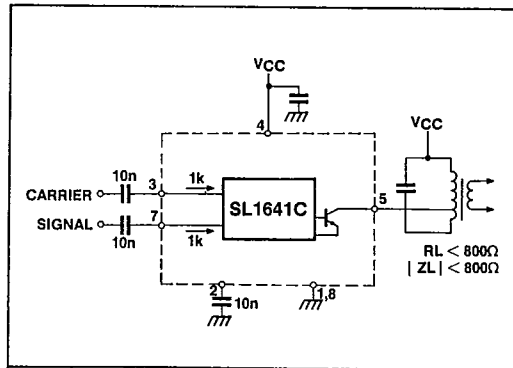 VCC
4
VCC
10n
3
1k
CARRIER
SL1641C
5
SIGNAL
7
10n
1k
RL < 800Ω
| ZL | < 800Ω
2
10n
1,8